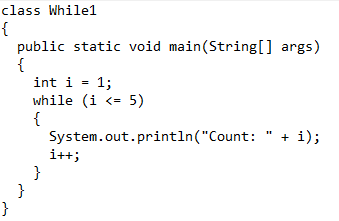 class While1
{
  public static void main(String[] args)
  {
    int i = 1;
    while (i <= 5)
    {
      System.out.println("Count: " + i);
      i++;
    }
  }
}